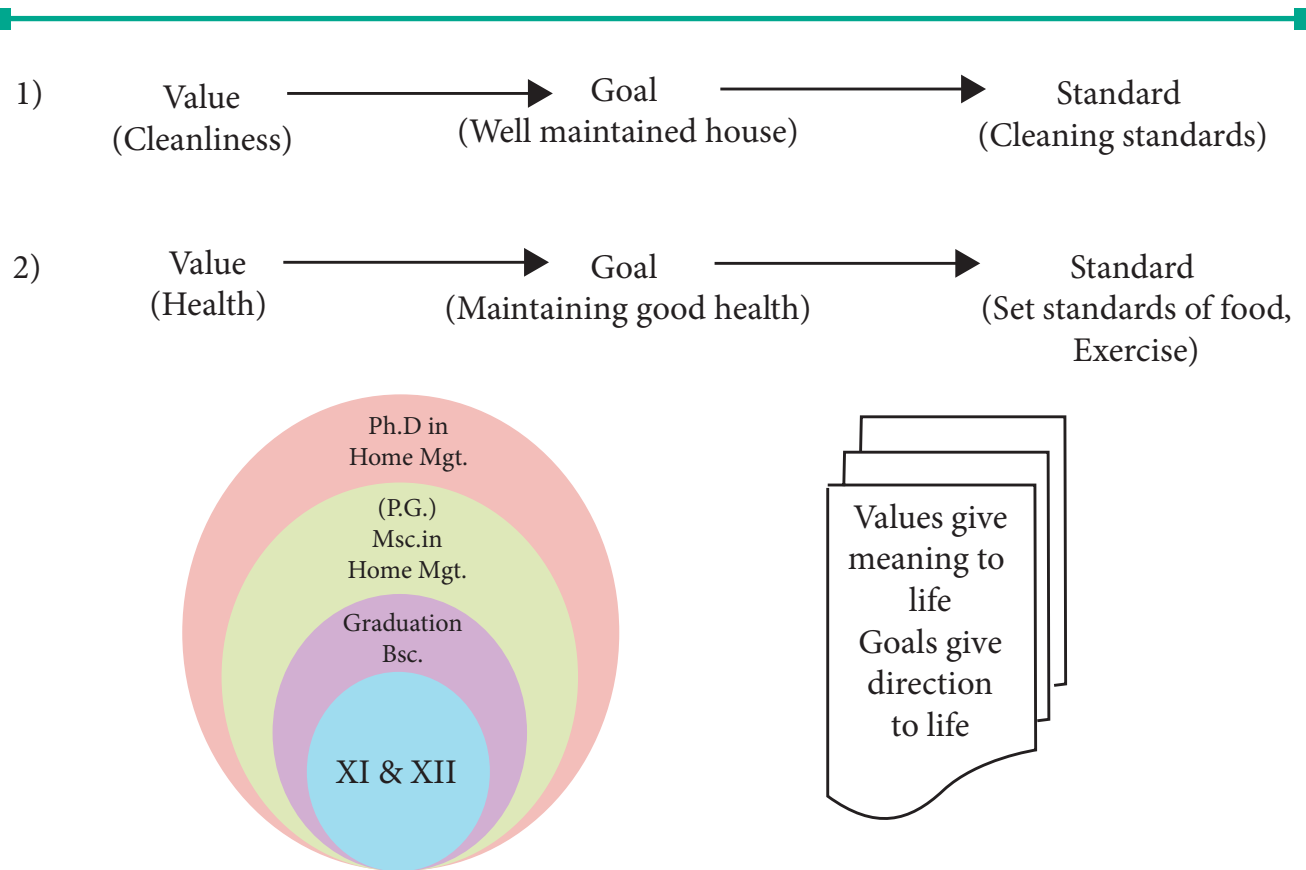 1)
Value
(Cleanliness)
Goal
(Well maintained house)
Standard
(Cleaning standards)
2)
Value
(Health)
Goal
(Maintaining good health)
Standard
(Set standards of food,
Exercise)
Ph.D in
Home Mgt.
(P.G.)
Msc.in
Home Mgt.
Graduation
Bsc.
XI & XII
Values give
meaning to
life
Goals give
direction
to life